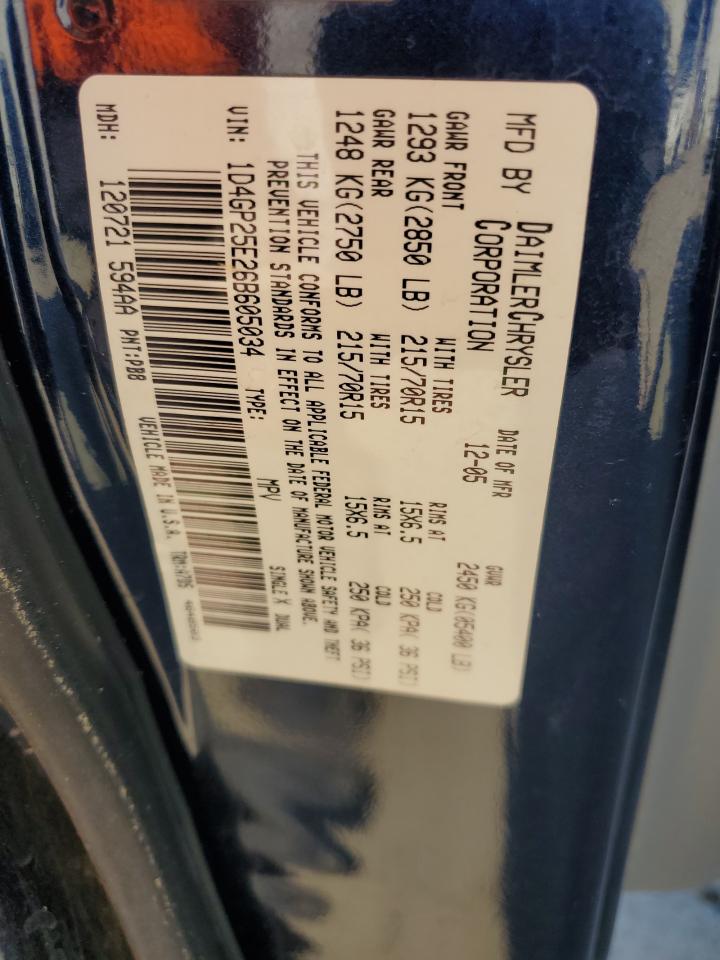 MFD BY DAIMLERCHRYSLER CORPORATION
DATE OF MFR 12-05
GVWR 2450 KG(05400 LB)
GAWR FRONT WITH TIRES RIMS AT COLD
1293 KG(2850 LB) 215/70R15 15X6.5 250 KPA( 36 PSI)
GAWR REAR WITH TIRES RIMS AT COLD
1248 KG(2750 LB) 215/70R15 15X6.5 250 KPA( 36 PSI)
THIS VEHICLE CONFORMS TO ALL APPLICABLE FEDERAL MOTOR VEHICLE SAFETY AND THEFT
PREVENTION STANDARDS IN EFFECT ON THE DATE OF MANUFACTURE SHOWN ABOVE.
VIN: 1D4GP25E26B605034 TYPE: MPV SINGLE X DUAL
MDH: 120721 594AA PNT:PB8 VEHICLE MADE IN U.S.A.